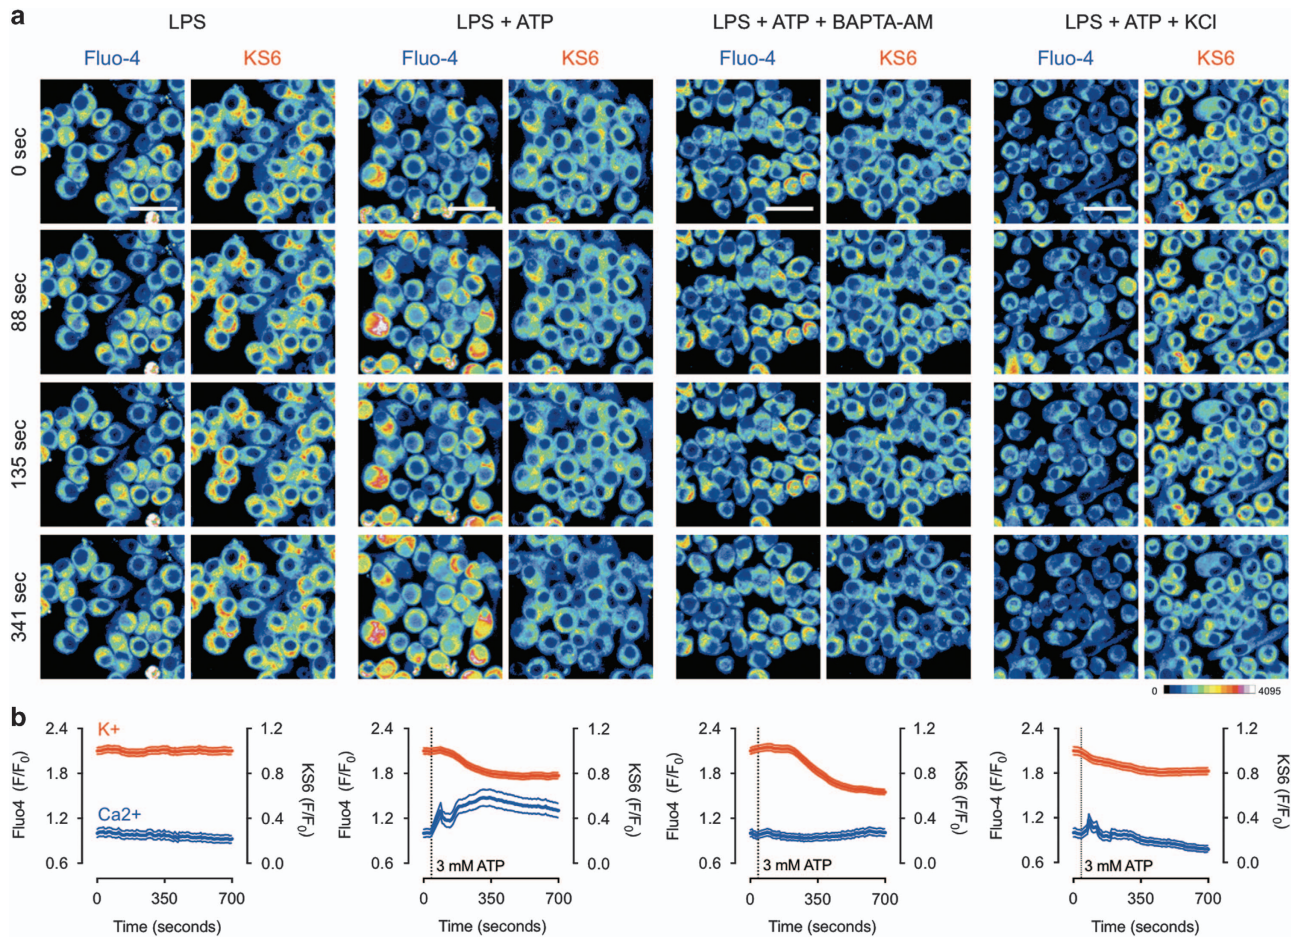 a
LPS
LPS + ATP
LPS + ATP + BAPTA-AM
LPS + ATP + KCl
Fluo-4
KS6
Fluo-4
KS6
Fluo-4
KS6
Fluo-4
KS6
0 sec
88 sec
135 sec
341 sec
0
4095
b
2.4
1.8
1.2
0.6
Fluo4 (F/F0)
K+
Ca2+
1.2
0.8
0.4
0.0
KS6 (F/F0)
0
350
700
Time (seconds)
2.4
1.8
1.2
0.6
Fluo4 (F/F0)
3 mM ATP
1.2
0.8
0.4
0.0
KS6 (F/F0)
0
350
700
Time (seconds)
2.4
1.8
1.2
0.6
Fluo4 (F/F0)
3 mM ATP
1.2
0.8
0.4
0.0
KS6 (F/F0)
0
350
700
Time (seconds)
2.4
1.8
1.2
0.6
Fluo-4 (F/F0)
3 mM ATP
1.2
0.8
0.4
0.0
KS6 (F/F0)
0
350
700
Time (seconds)